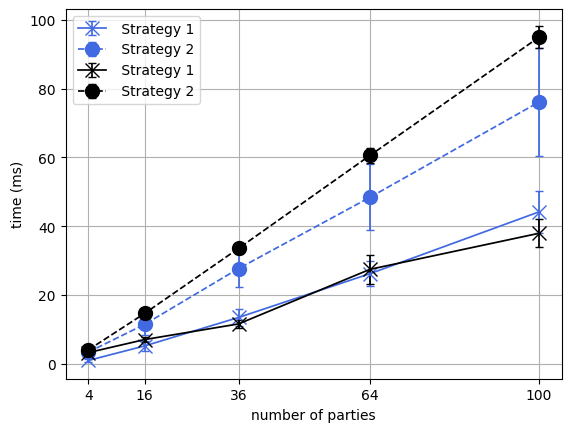 Strategy 1
Strategy 2
Strategy 1
Strategy 2
time (ms)
100
80
60
40
20
0
4 16 36 64 100
number of parties